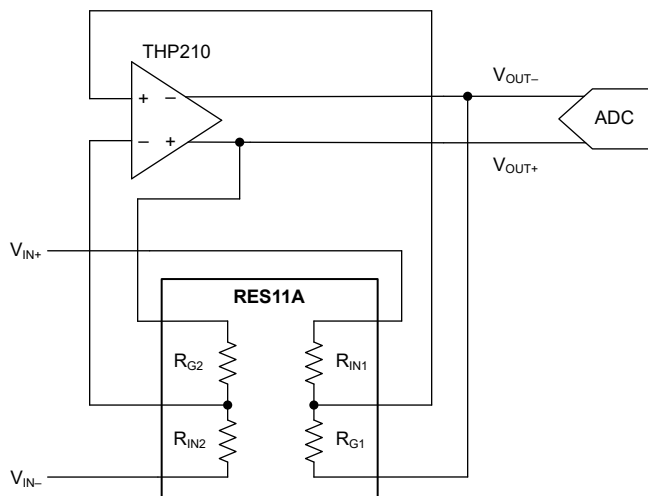 THP210
+ −
− +
V_OUT−
ADC
V_OUT+
V_IN+
RES11A
R_G2
R_IN1
R_IN2
R_G1
V_IN−